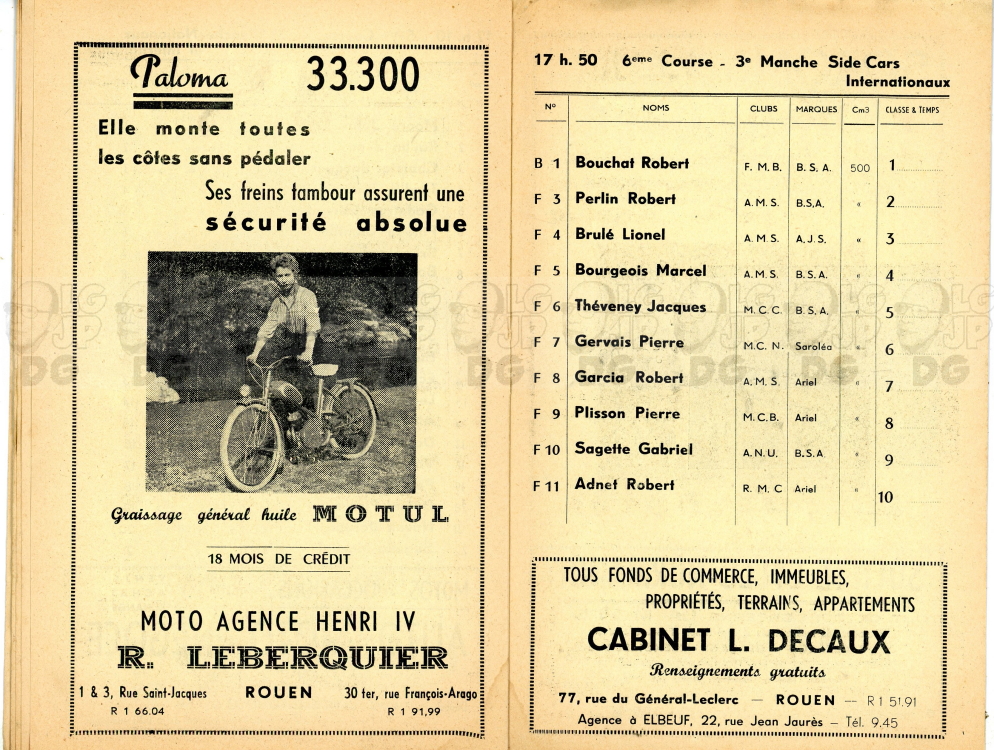 Paloma 33.300
Elle monte toutes
les côtes sans pédaler
Ses freins tambour assurent une
sécurité absolue
Graissage général huile MOTUL
18 MOIS DE CRÉDIT
MOTO AGENCE HENRI IV
R. LEBERQUIER
1 & 3, Rue Saint-Jacques ROUEN 30 ter, rue François-Arago
R 1 66.04 R 1 91,99
17 h. 50 6eme Course - 3e Manche Side Cars
Internationaux
No NOMS CLUBS MARQUES Cm3 CLASSE & TEMPS
B 1 Bouchat Robert F. M. B. B. S. A. 500 1
F 3 Perlin Robert A. M. S. B.S,A. « 2
F 4 Brulé Lionel A. M. S. A. J. S. « 3
F 5 Bourgeois Marcel A. M. S. B. S. A. « 4
F 6 Théveney Jacques M. C. C. B. S. A. « 5
F 7 Gervais Pierre M.C. N. Saroléa « 6
F 8 Garcia Robert A. M. S. Ariel « 7
F 9 Plisson Pierre M. C.B. Ariel « 8
F 10 Sagette Gabriel A. N. U. B.S.A. « 9
F 11 Adnet Robert R. M. C Ariel « 10
TOUS FONDS DE COMMERCE, IMMEUBLES,
PROPRIÉTÉS, TERRAINS, APPARTEMENTS
CABINET L. DECAUX
Renseignements gratuits
77, rue du Général-Leclerc — ROUEN — R 1 51.91
Agence à ELBEUF, 22, rue Jean Jaurès – Tél. 9.45